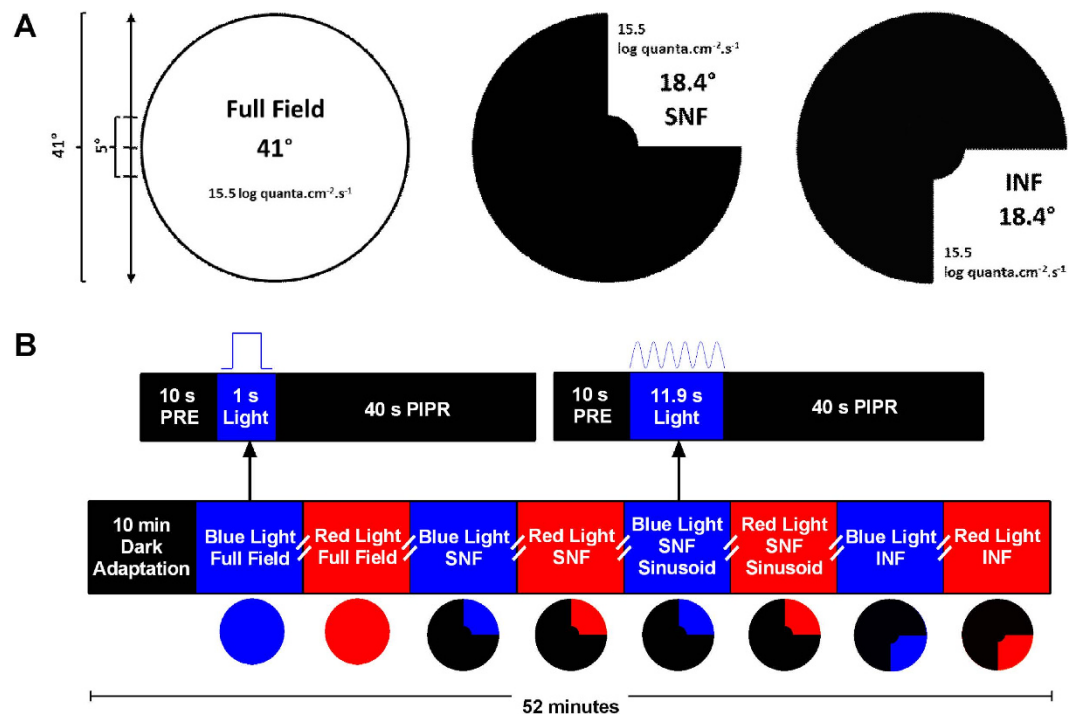 A
41°
5°
Full Field
41°
15.5 log quanta.cm⁻².s⁻¹
15.5
log quanta.cm⁻².s⁻¹
18.4°
SNF
INF
18.4°
15.5
log quanta.cm⁻².s⁻¹
B
10 s
PRE
1 s
Light
40 s PIPR
10 s
PRE
11.9 s
Light
40 s PIPR
10 min
Dark
Adaptation
Blue Light
Full Field
Red Light
Full Field
Blue Light
SNF
Red Light
SNF
Blue Light
SNF
Sinusoid
Red Light
SNF
Sinusoid
Blue Light
INF
Red Light
INF
52 minutes